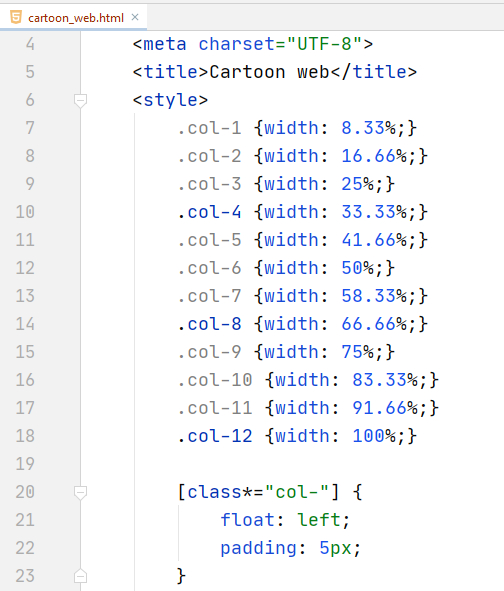 cartoon_web.html ×
4 <meta charset="UTF-8">
5 <title>Cartoon web</title>
6 <style>
7 .col-1 {width: 8.33%;}
8 .col-2 {width: 16.66%;}
9 .col-3 {width: 25%;}
10 .col-4 {width: 33.33%;}
11 .col-5 {width: 41.66%;}
12 .col-6 {width: 50%;}
13 .col-7 {width: 58.33%;}
14 .col-8 {width: 66.66%;}
15 .col-9 {width: 75%;}
16 .col-10 {width: 83.33%;}
17 .col-11 {width: 91.66%;}
18 .col-12 {width: 100%;}
19
20 [class*="col-"] {
21 float: left;
22 padding: 5px;
23 }